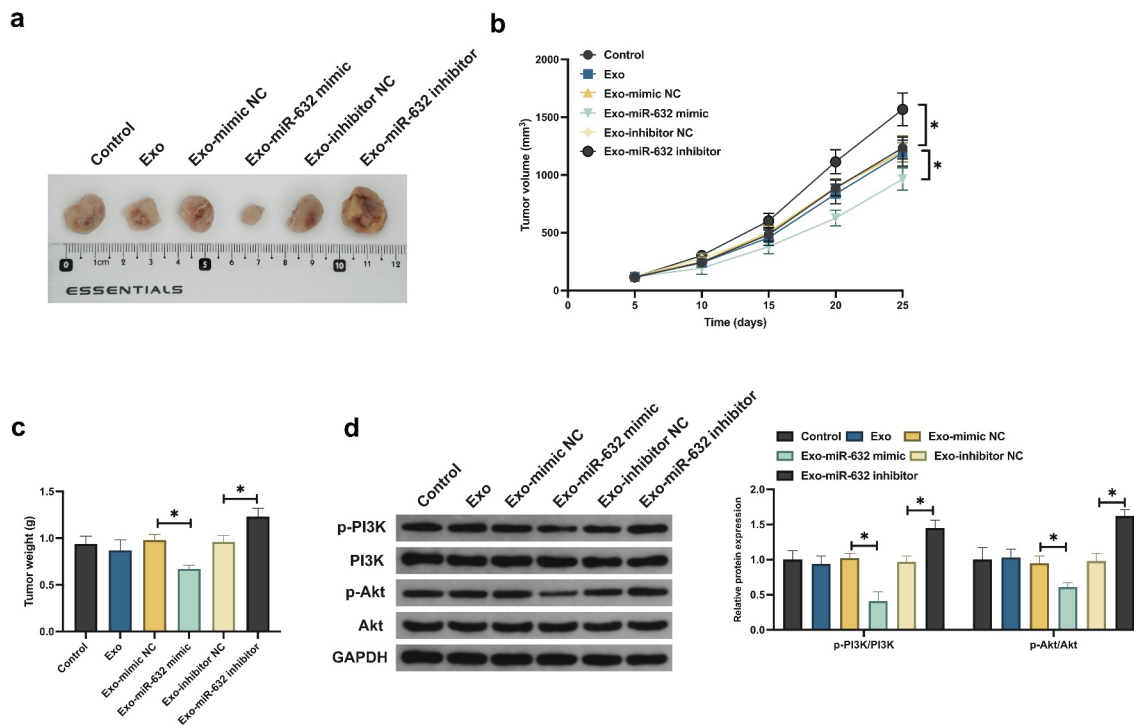 a
Control
Exo
Exo-mimic NC
Exo-miR-632 mimic
Exo-inhibitor NC
Exo-miR-632 inhibitor
0 1cm 2 3 4 5 6 7 8 9 10 11 12
ESSENTIALS
b
Control
Exo
Exo-mimic NC
Exo-miR-632 mimic
Exo-inhibitor NC
Exo-miR-632 inhibitor
Tumor volume (mm³)
2000
1500
1000
500
0
0 5 10 15 20 25
Time (days)
*
*
c
Tumor weight (g)
1.5
1.0
0.5
0.0
*
*
Control
Exo
Exo-mimic NC
Exo-miR-632 mimic
Exo-inhibitor NC
Exo-miR-632 inhibitor
d
Control
Exo
Exo-mimic NC
Exo-miR-632 mimic
Exo-inhibitor NC
Exo-miR-632 inhibitor
p-PI3K
PI3K
p-Akt
Akt
GAPDH
Control Exo Exo-mimic NC
Exo-miR-632 mimic Exo-inhibitor NC
Exo-miR-632 inhibitor
Relative protein expression
2.0
1.5
1.0
0.5
0.0
*
*
*
*
p-PI3K/PI3K p-Akt/Akt